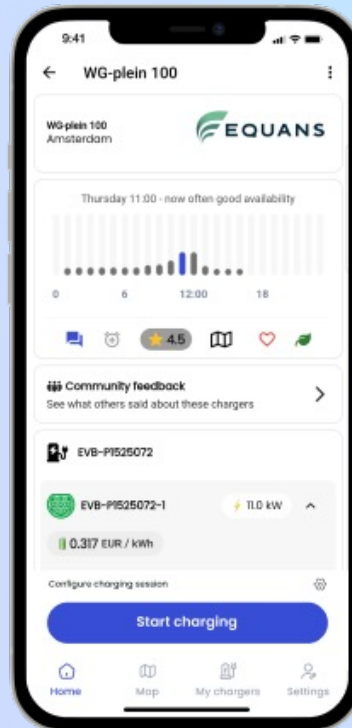 9:41
WG-plein 100
WG-plein 100
Amsterdam
EQUANS
Thursday 11:00 - now often good availability
0 6 12:00 18
4.5
Community feedback
See what others said about these chargers
EVB-P1525072
EVB-P1525072-1
11.0 kW
0.317 EUR / kWh
Configure charging session
Start charging
Home Map My chargers Settings